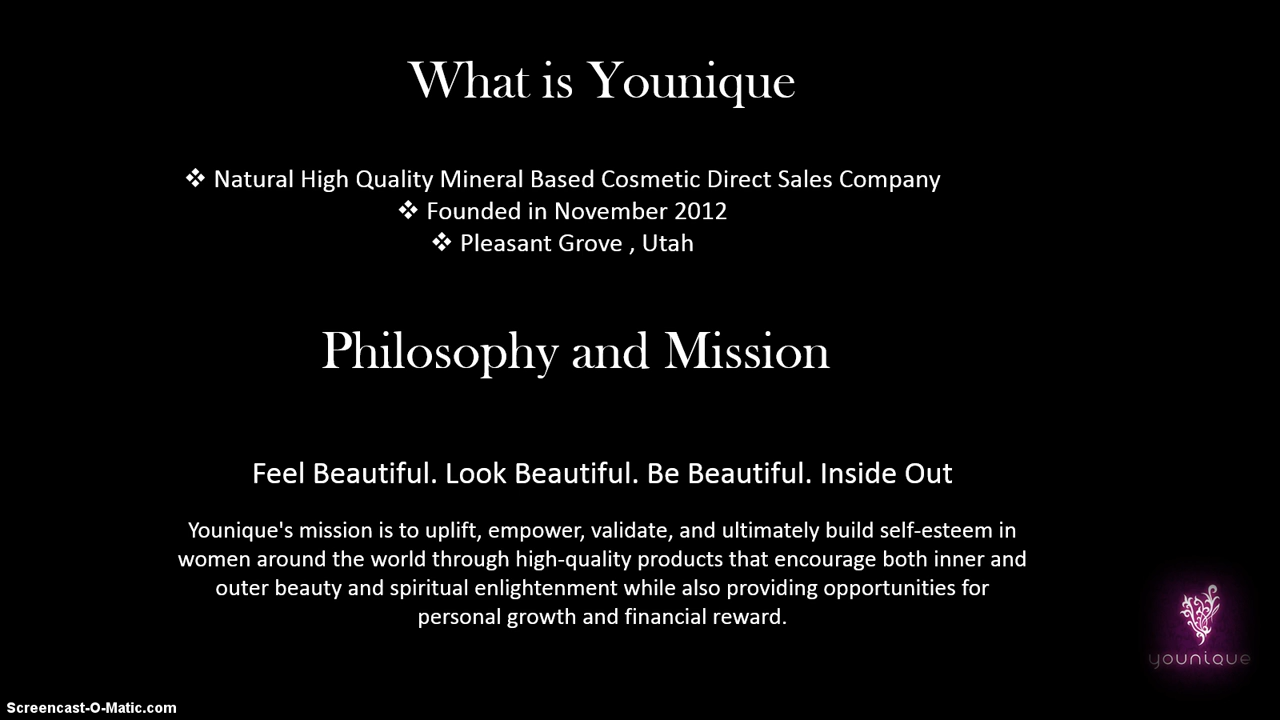 What is Younique
❖ Natural High Quality Mineral Based Cosmetic Direct Sales Company
❖ Founded in November 2012
❖ Pleasant Grove , Utah
Philosophy and Mission
Feel Beautiful. Look Beautiful. Be Beautiful. Inside Out
Younique's mission is to uplift, empower, validate, and ultimately build self-esteem in
women around the world through high-quality products that encourage both inner and
outer beauty and spiritual enlightenment while also providing opportunities for
personal growth and financial reward.
younique
Screencast-O-Matic.com